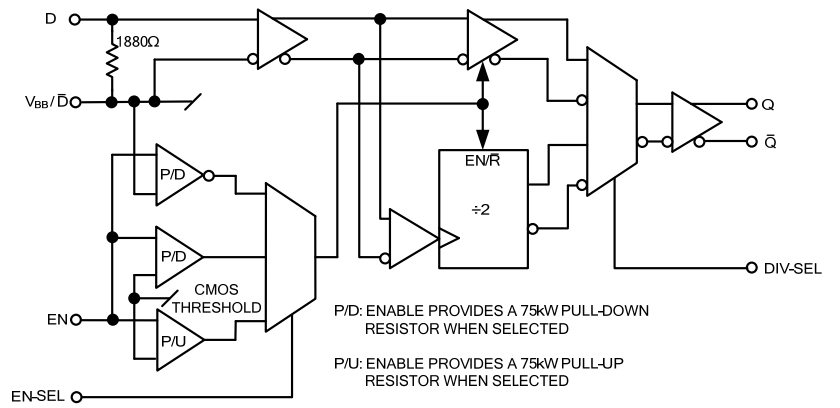 D
1880Ω
VBB/D̅
P/D
P/D
CMOS
THRESHOLD
EN
P/U
EN-SEL
EN/R̅
÷2
Q
Q̅
DIV-SEL
P/D: ENABLE PROVIDES A 75kW PULL-DOWN
RESISTOR WHEN SELECTED
P/U: ENABLE PROVIDES A 75kW PULL-UP
RESISTOR WHEN SELECTED